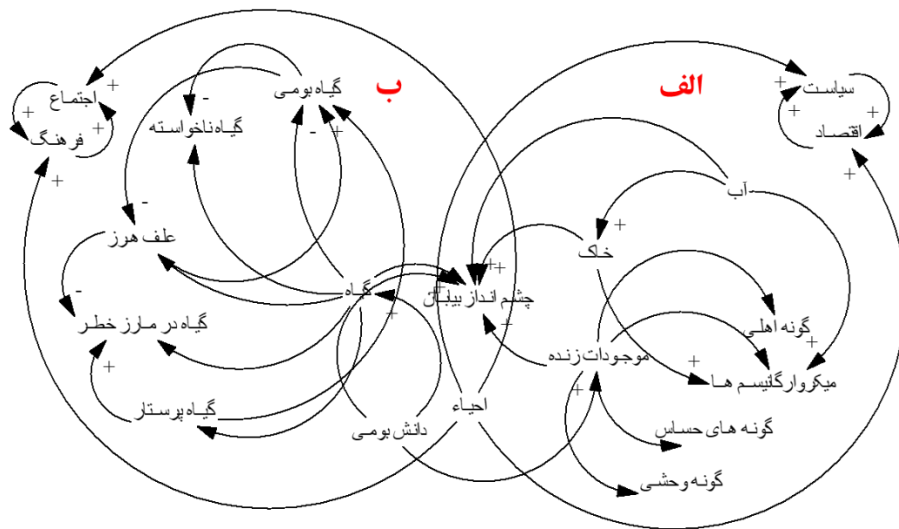 الف
ب
سیاست
اقتصاد
اجتماع
فرهنگ
گیاه بومی
گیاه ناخواسته
آب
علف هرز
خاک
گیاه
چشم انداز بیابان
گیاه در مارز خطر
گونه اهلی
موجودات زنده
میکروارگانیسم ها
احیاء
گیاه پرستار
دانش بومی
گونه های حساس
گونه وحشی